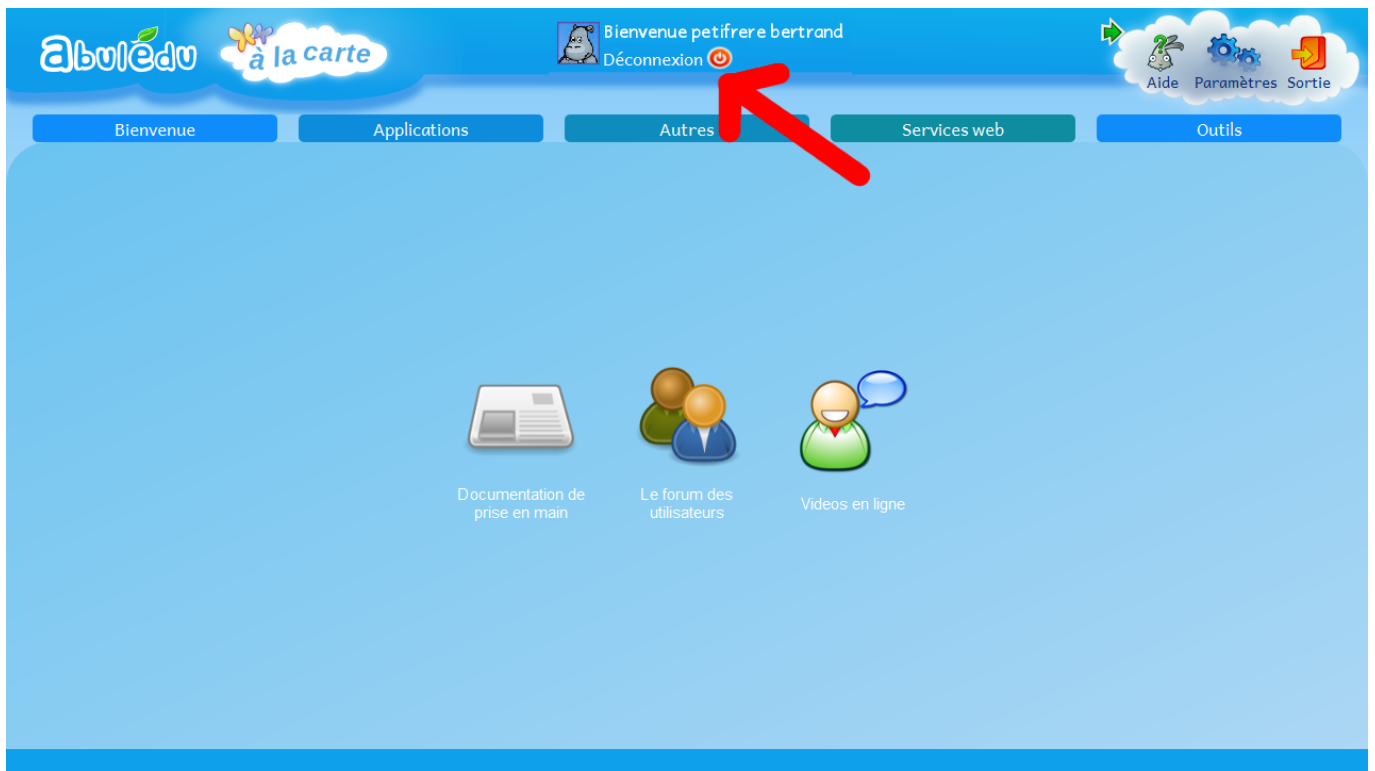 abulédu
à la carte
Bienvenue petifrere bertrand
Déconnexion
Aide Paramètres Sortie
Bienvenue Applications Autres Services web Outils
Documentation de
prise en main
Le forum des
utilisateurs
Videos en ligne